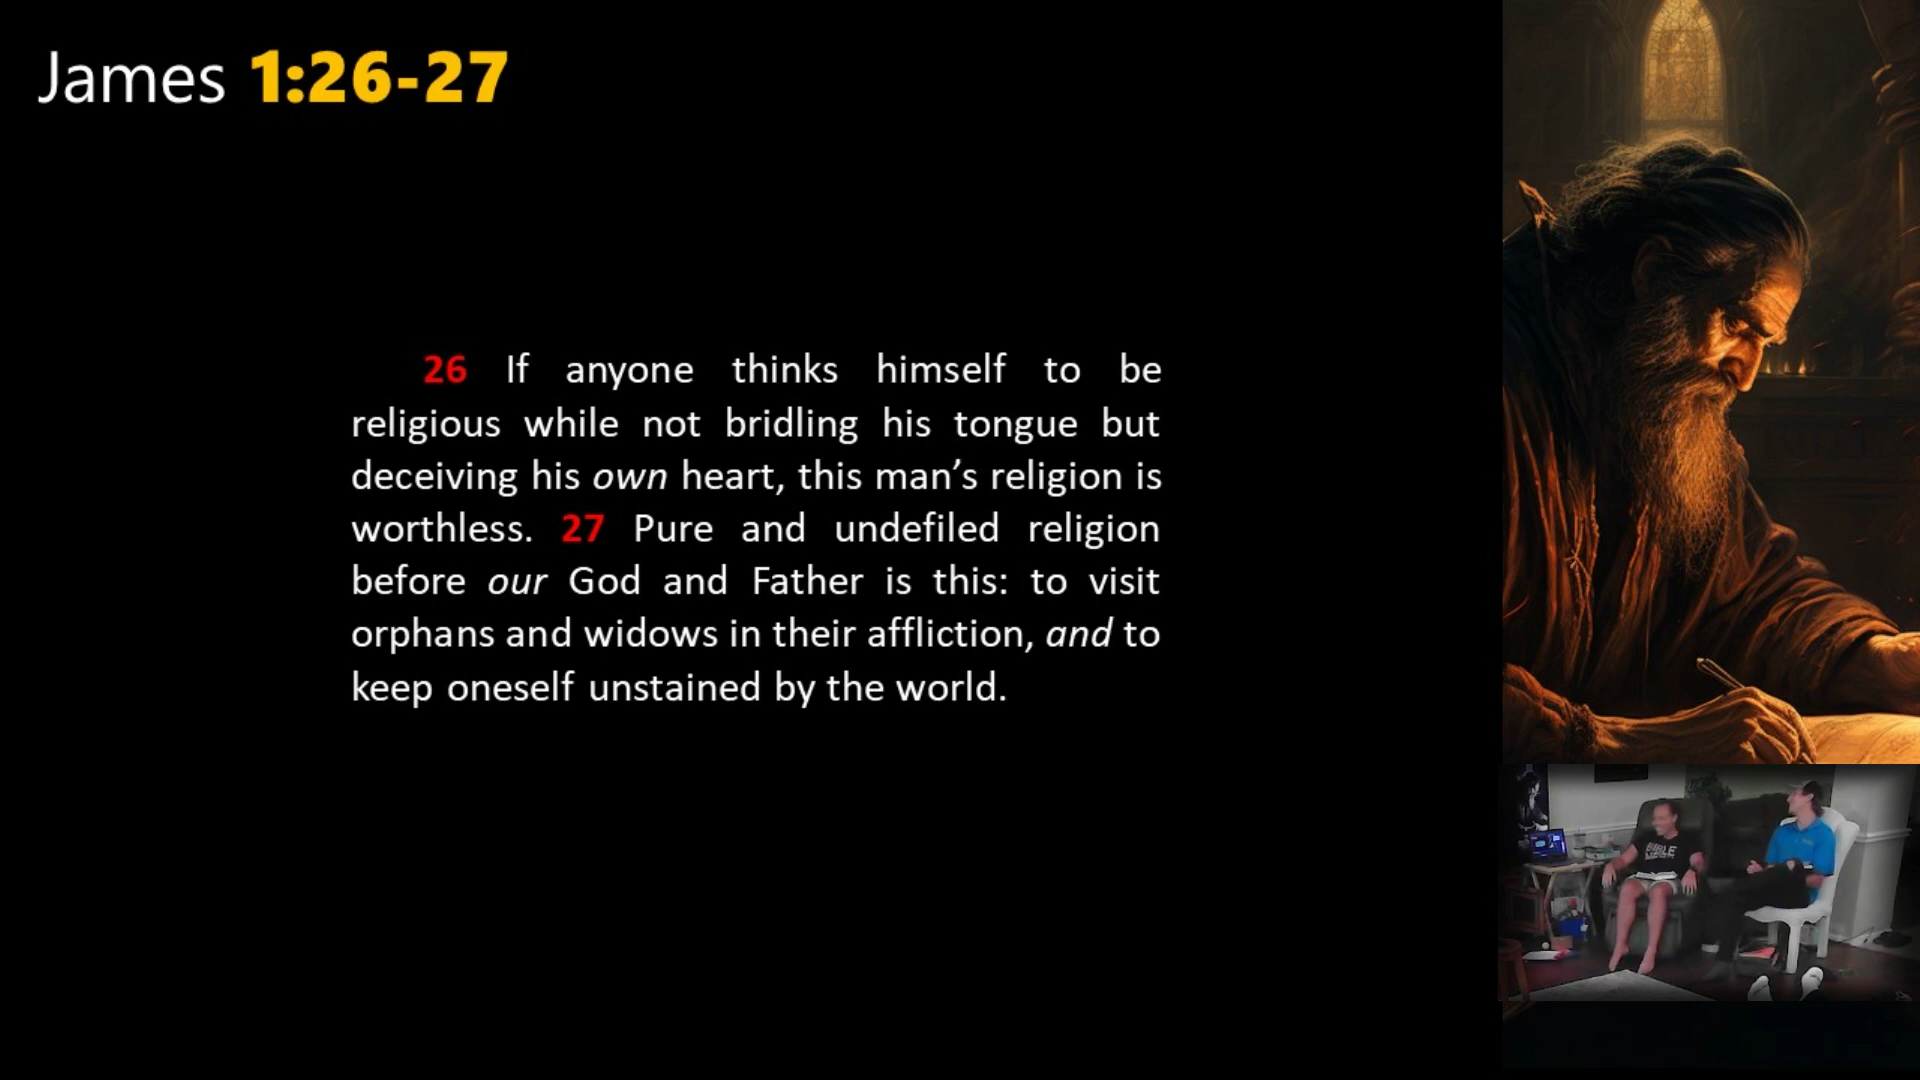 James 1:26-27
26 If anyone thinks himself to be
religious while not bridling his tongue but
deceiving his own heart, this man’s religion is
worthless. 27 Pure and undefiled religion
before our God and Father is this: to visit
orphans and widows in their affliction, and to
keep oneself unstained by the world.
BIBLE